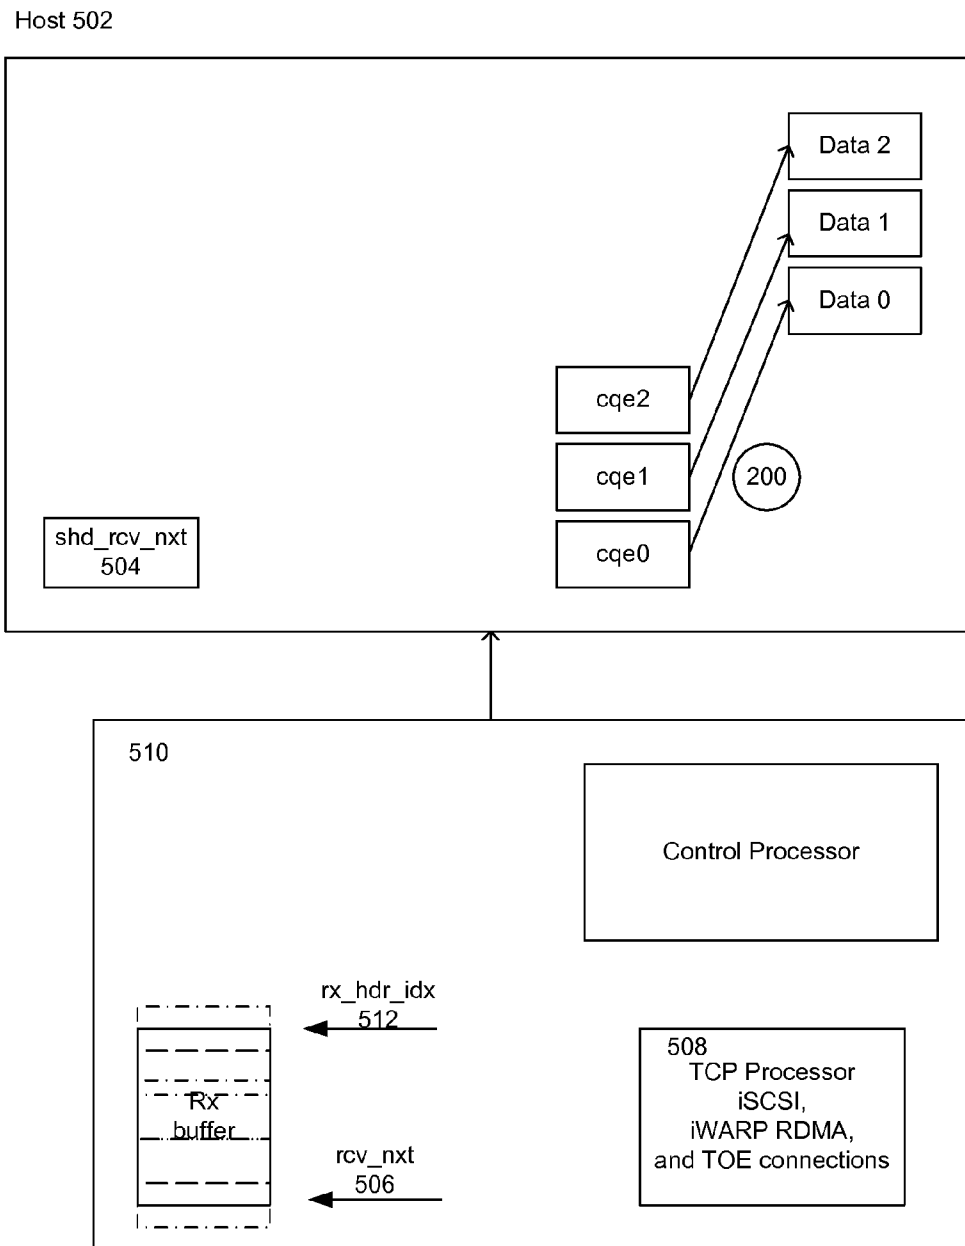 Host 502
Data 2
Data 1
Data 0
cqe2
cqe1
200
cqe0
shd_rcv_nxt
504
510
Control Processor
rx_hdr_idx
512
Rx
buffer
rcv_nxt
506
508
TCP Processor
iSCSI,
iWARP RDMA,
and TOE connections